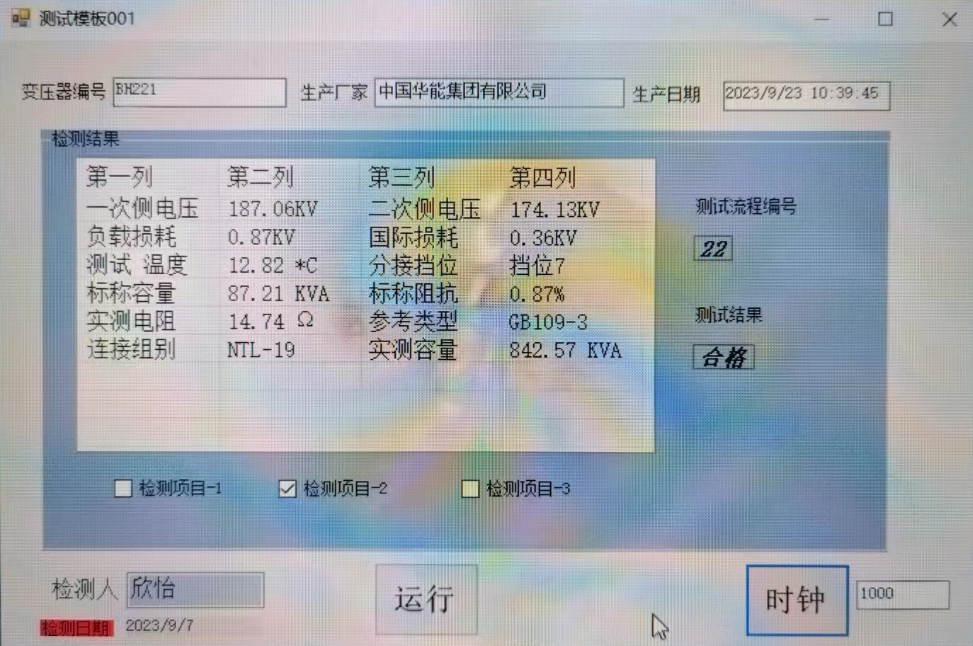 测试模板001
变压器编号 BH221 生产厂家 中国华能集团有限公司 生产日期 2023/9/23 10:39:45
检测结果
第一列 第二列 第三列 第四列
一次侧电压 187.06KV 二次侧电压 174.13KV
负载损耗 0.87KV 国际损耗 0.36KV
测试 温度 12.82 *C 分接挡位 挡位7
标称容量 87.21 KVA 标称阻抗 0.87%
实测电阻 14.74 Ω 参考类型 GB109-3
连接组别 NTL-19 实测容量 842.57 KVA
测试流程编号
22
测试结果
合格
检测项目-1 检测项目-2 检测项目-3
检测人 欣怡 运行 时钟 1000
检测日期 2023/9/7